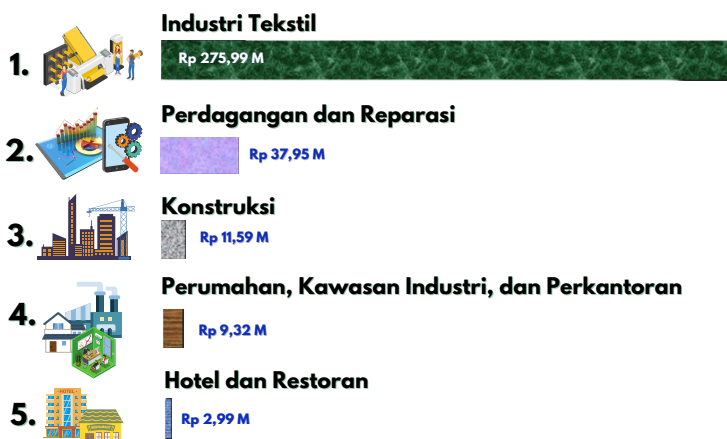 1.
Industri Tekstil
Rp 275,99 M
2.
Perdagangan dan Reparasi
Rp 37,95 M
3.
Konstruksi
Rp 11,59 M
4.
Perumahan, Kawasan Industri, dan Perkantoran
Rp 9,32 M
5.
HOTEL
Hotel dan Restoran
Rp 2,99 M